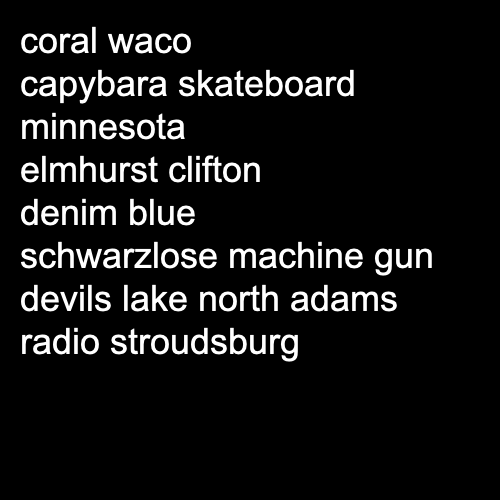 coral waco
capybara skateboard
minnesota
elmhurst clifton
denim blue
schwarzlose machine gun
devils lake north adams
radio stroudsburg